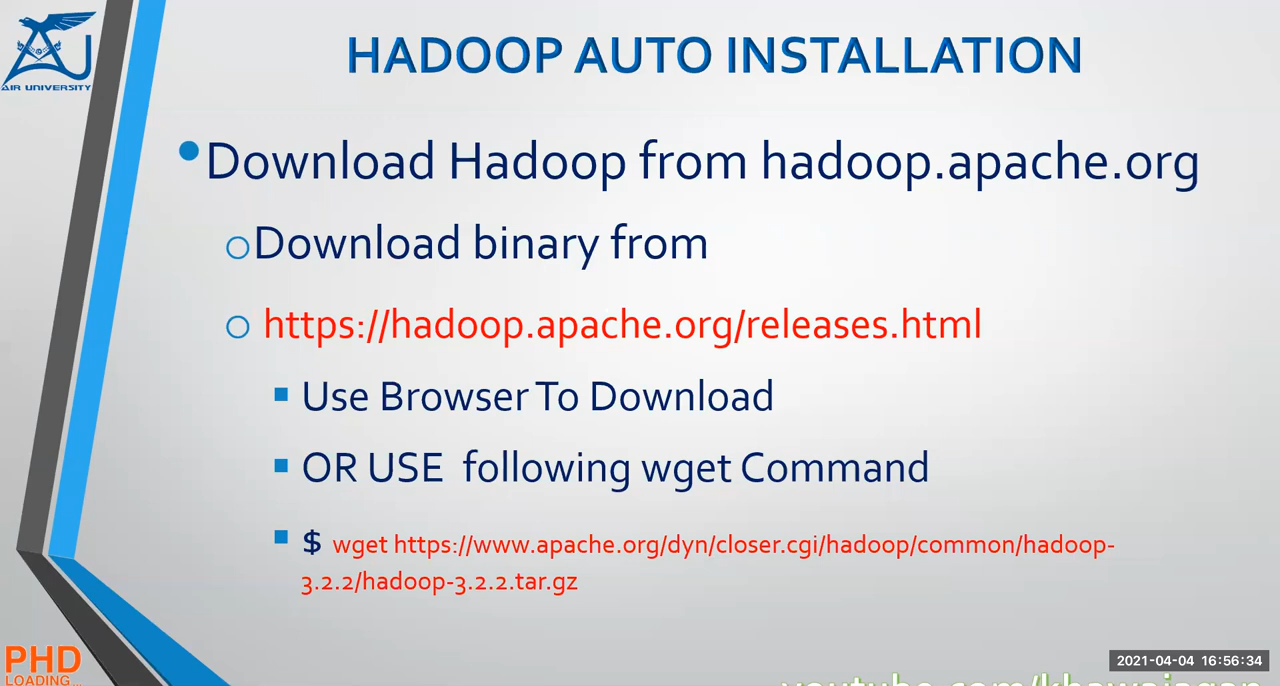 AIR UNIVERSITY
HADOOP AUTO INSTALLATION
Download Hadoop from hadoop.apache.org
Download binary from
https://hadoop.apache.org/releases.html
Use Browser To Download
OR USE following wget Command
$ wget https://www.apache.org/dyn/closer.cgi/hadoop/common/hadoop-
3.2.2/hadoop-3.2.2.tar.gz
PHD
LOADING...
2021-04-04 16:56:34